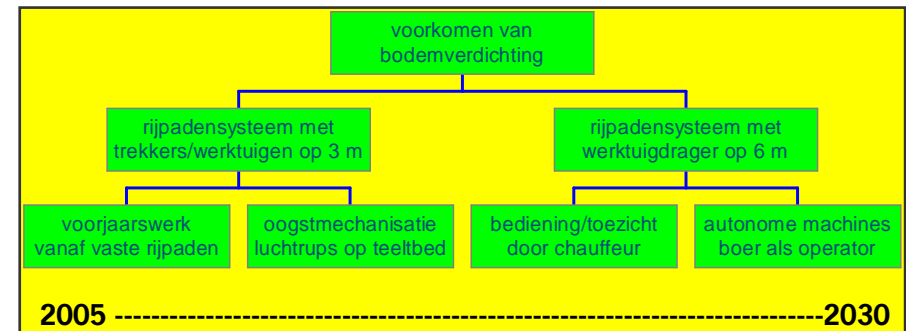 voorkomen van
bodemverdichting
rijpadensysteem met
trekkers/werktuigen op 3 m
rijpadensysteem met
werktuigdrager op 6 m
voorjaarswerk
vanaf vaste rijpaden
oogstmechanisatie
luchtrups op teeltbed
bediening/toezicht
door chauffeur
autonome machines
boer als operator
2005 ------------------------------------------------------------------------------2030